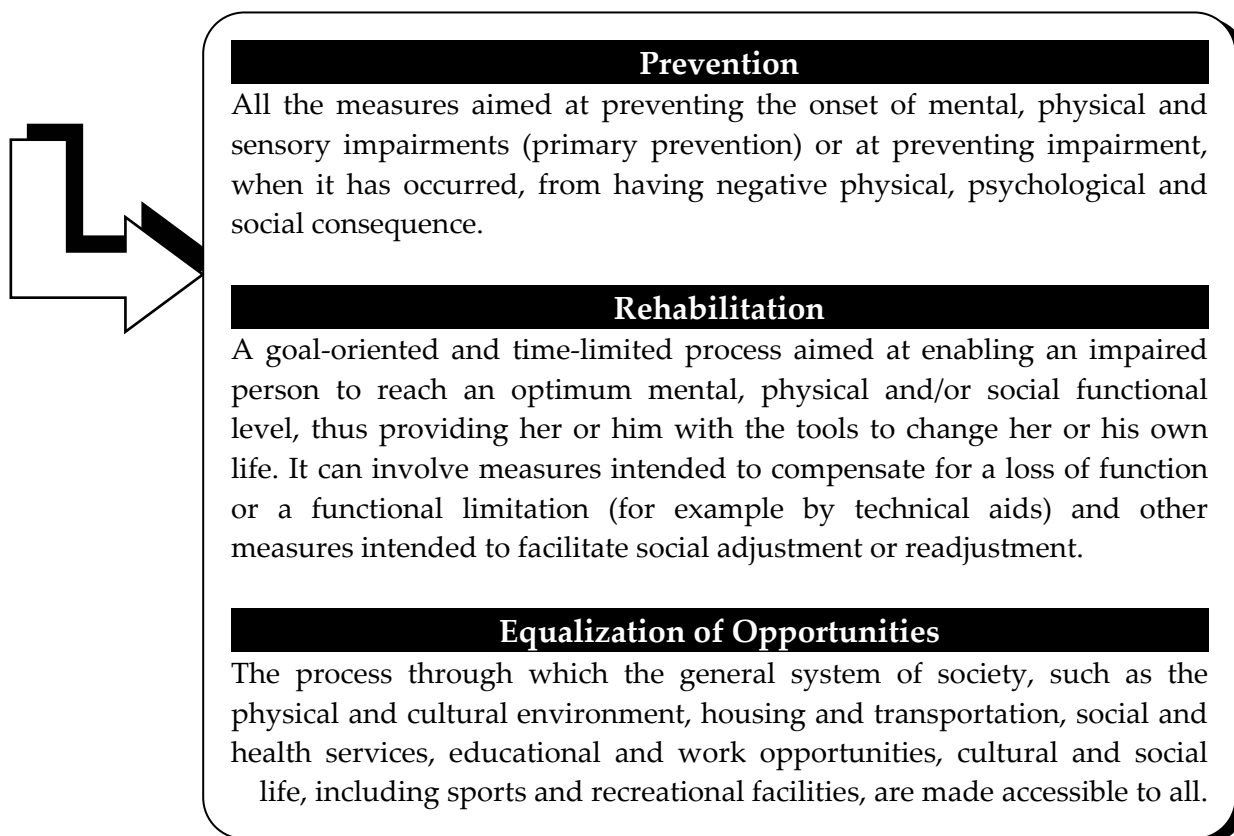 Prevention
All the measures aimed at preventing the onset of mental, physical and
sensory impairments (primary prevention) or at preventing impairment,
when it has occurred, from having negative physical, psychological and
social consequence.
Rehabilitation
A goal-oriented and time-limited process aimed at enabling an impaired
person to reach an optimum mental, physical and/or social functional
level, thus providing her or him with the tools to change her or his own
life. It can involve measures intended to compensate for a loss of function
or a functional limitation (for example by technical aids) and other
measures intended to facilitate social adjustment or readjustment.
Equalization of Opportunities
The process through which the general system of society, such as the
physical and cultural environment, housing and transportation, social and
health services, educational and work opportunities, cultural and social
life, including sports and recreational facilities, are made accessible to all.